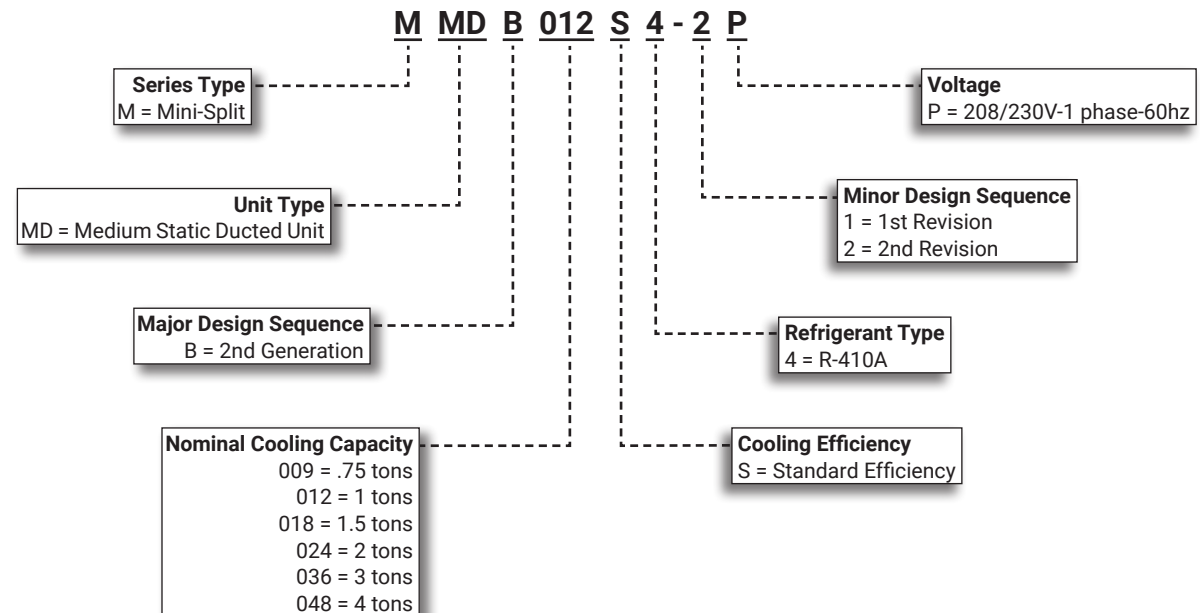 M MD B 012 S 4 - 2 P
Series Type
M = Mini-Split
Voltage
P = 208/230V-1 phase-60hz
Unit Type
MD = Medium Static Ducted Unit
Minor Design Sequence
1 = 1st Revision
2 = 2nd Revision
Major Design Sequence
B = 2nd Generation
Refrigerant Type
4 = R-410A
Nominal Cooling Capacity
009 = .75 tons
012 = 1 tons
018 = 1.5 tons
024 = 2 tons
036 = 3 tons
048 = 4 tons
Cooling Efficiency
S = Standard Efficiency